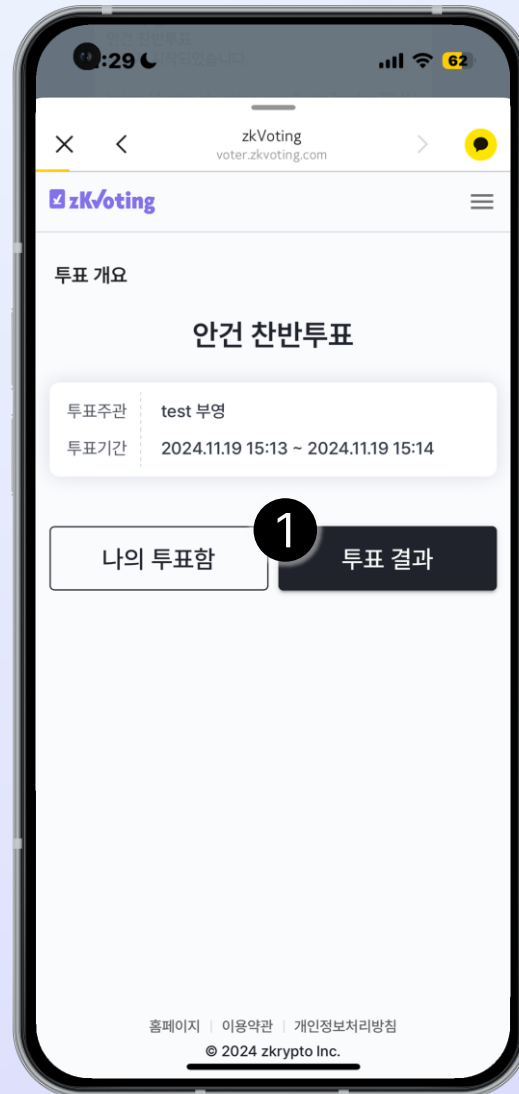 :29
62
zkVoting
voter.zkvoting.com
zkVoting
투표 개요
안건 찬반투표
투표주관 test 부영
투표기간 2024.11.19 15:13 ~ 2024.11.19 15:14
1
나의 투표함 투표 결과
홈페이지 | 이용약관 | 개인정보처리방침
© 2024 zkrypto Inc.